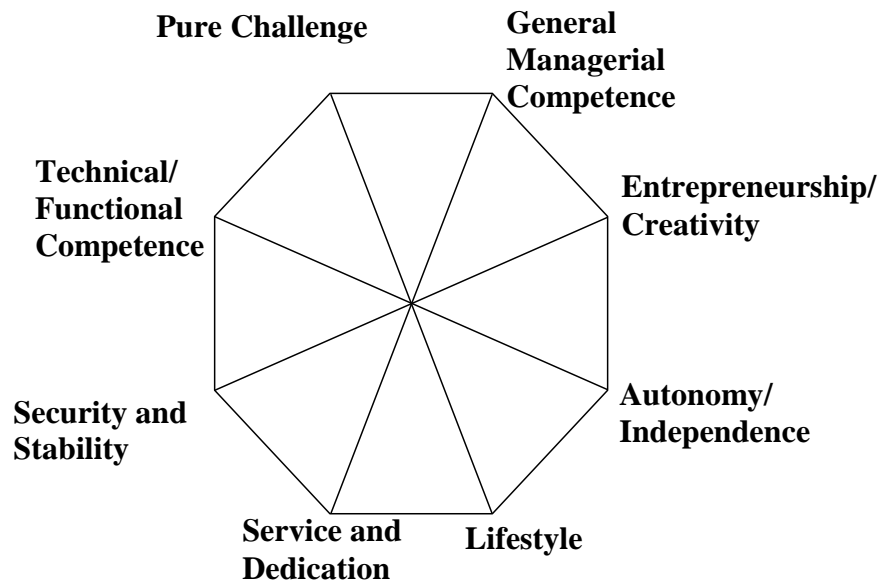 Pure Challenge
General
Managerial
Competence
Technical/
Functional
Competence
Entrepreneurship/
Creativity
Security and
Stability
Autonomy/
Independence
Service and
Dedication
Lifestyle